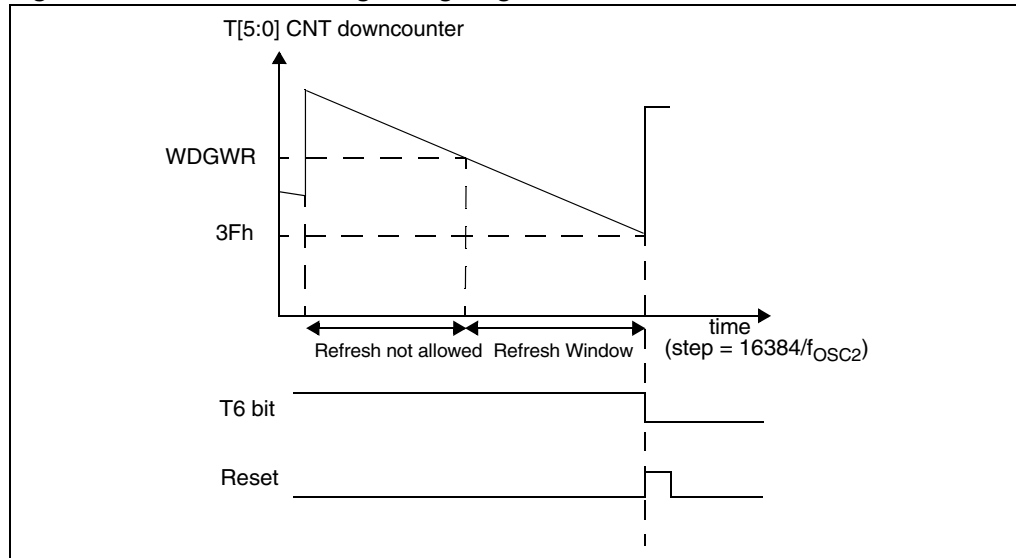 T[5:0] CNT downcounter
WDGWR
3Fh
time
Refresh not allowed Refresh Window
(step = 16384/fOSC2)
T6 bit
Reset